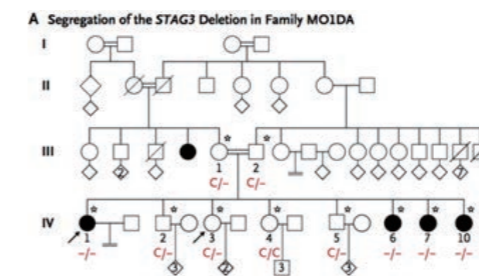 A Segregation of the STAG3 Deletion in Family MO1DA
I
II
III
2
* *
1 2
7
C/- C/-
IV
* * * * * * * *
1 2 3 4 5 6 7 10
-/- C/- C/- C/C C/- -/- -/- -/-
3 2 3 3